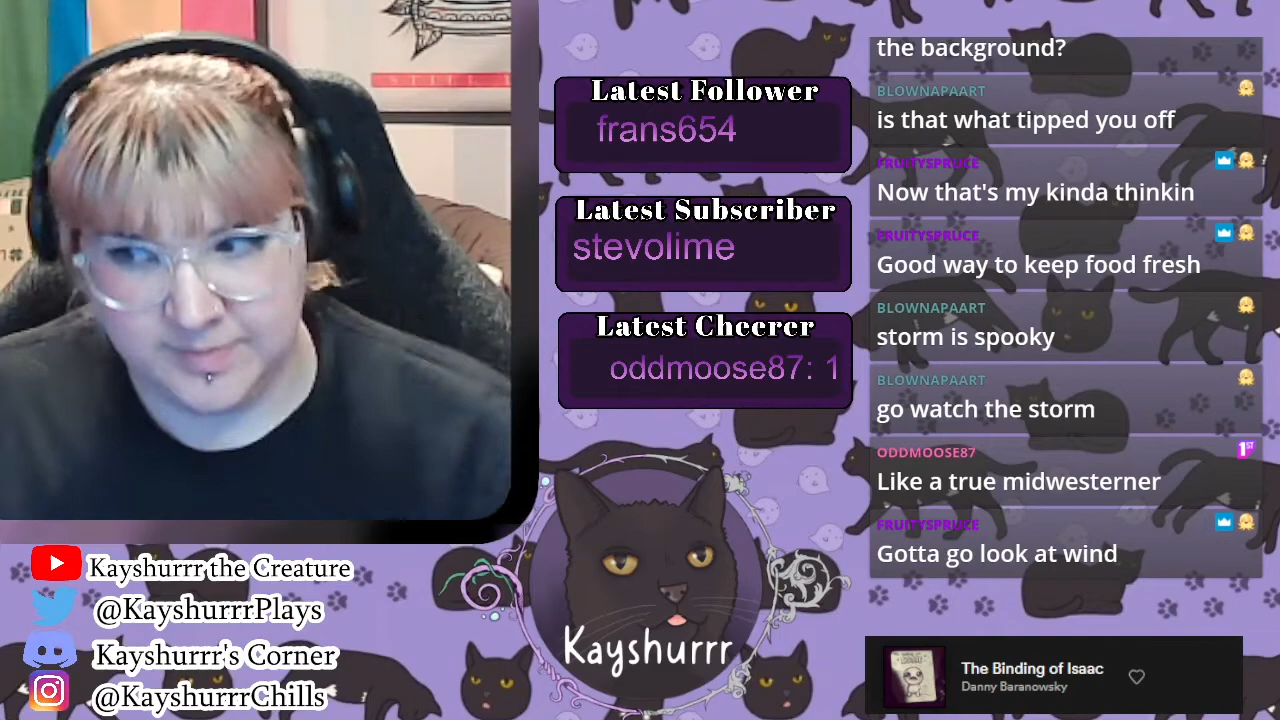 Latest Follower
frans654
Latest Subscriber
stevolime
Latest Cheerer
oddmoose87: 1
Kayshurrr the Creature
@KayshurrrPlays
Kayshurrr's Corner
@KayshurrrChills
Kayshurrr
the background?
BLOWNAPAART
is that what tipped you off
FRUITYSPRUCE
Now that's my kinda thinkin
FRUITYSPRUCE
Good way to keep food fresh
BLOWNAPAART
storm is spooky
BLOWNAPAART
go watch the storm
ODDMOOSE87
1ST
Like a true midwesterner
FRUITYSPRUCE
Gotta go look at wind
The Binding of Isaac
Danny Baranowsky